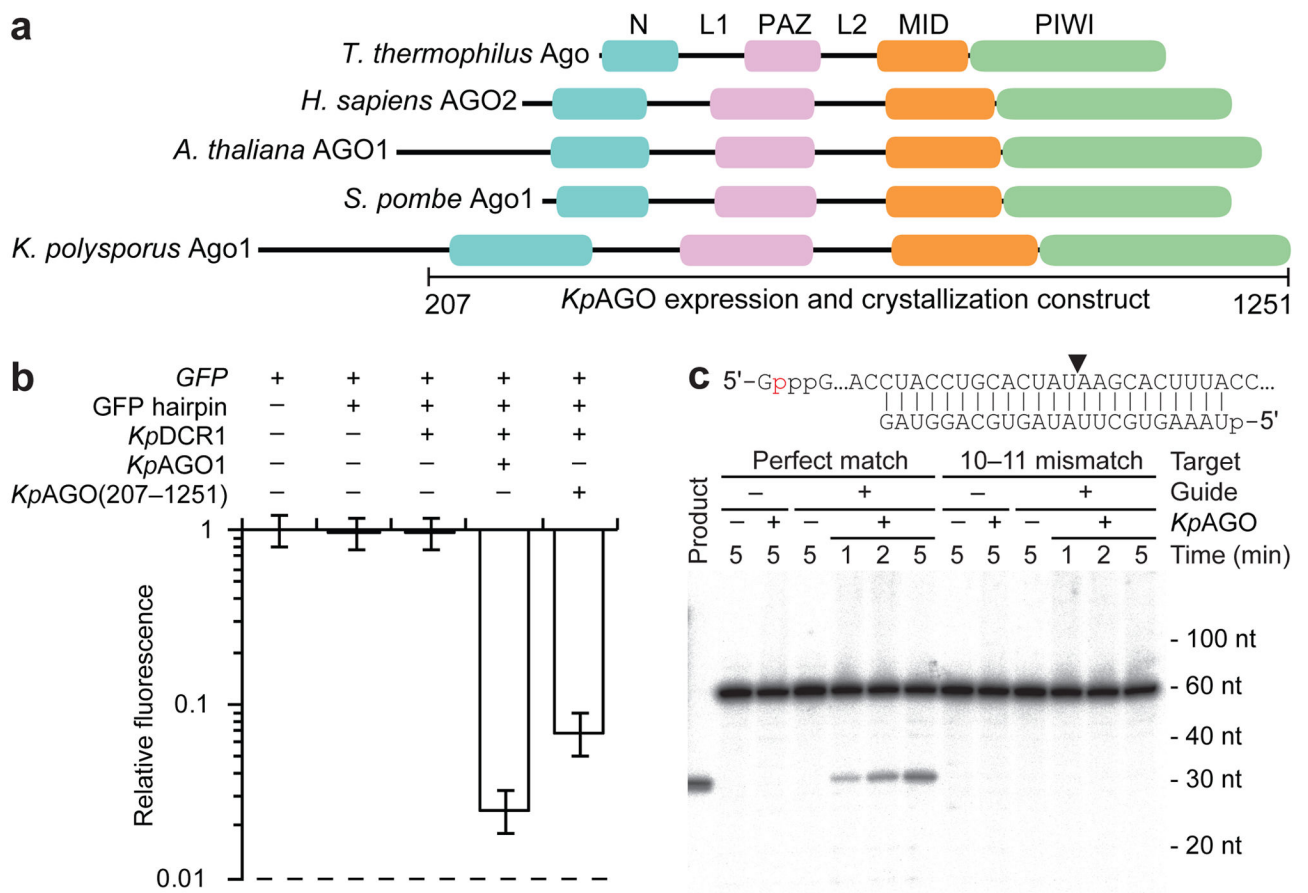 a
N L1 PAZ L2 MID PIWI
T. thermophilus Ago
H. sapiens AGO2
A. thaliana AGO1
S. pombe Ago1
K. polysporus Ago1
207 KpAGO expression and crystallization construct 1251
b
GFP + + + + +
GFP hairpin – + + + +
KpDCR1 – – + + +
KpAGO1 – – – + –
KpAGO(207–1251) – – – – +
Relative fluorescence
1
0.1
0.01
c
5'-GpppG...ACCUACCUGCACUAUAAGCACUUUACC...
GAUGGACGUGAUAUUCGUGAAAUp-5'
Perfect match 10–11 mismatch Target
– + – + Guide
– + – + – + – + KpAGO
5 5 5 1 2 5 5 5 5 1 2 5 Time (min)
Product
- 100 nt
- 60 nt
- 40 nt
- 30 nt
- 20 nt